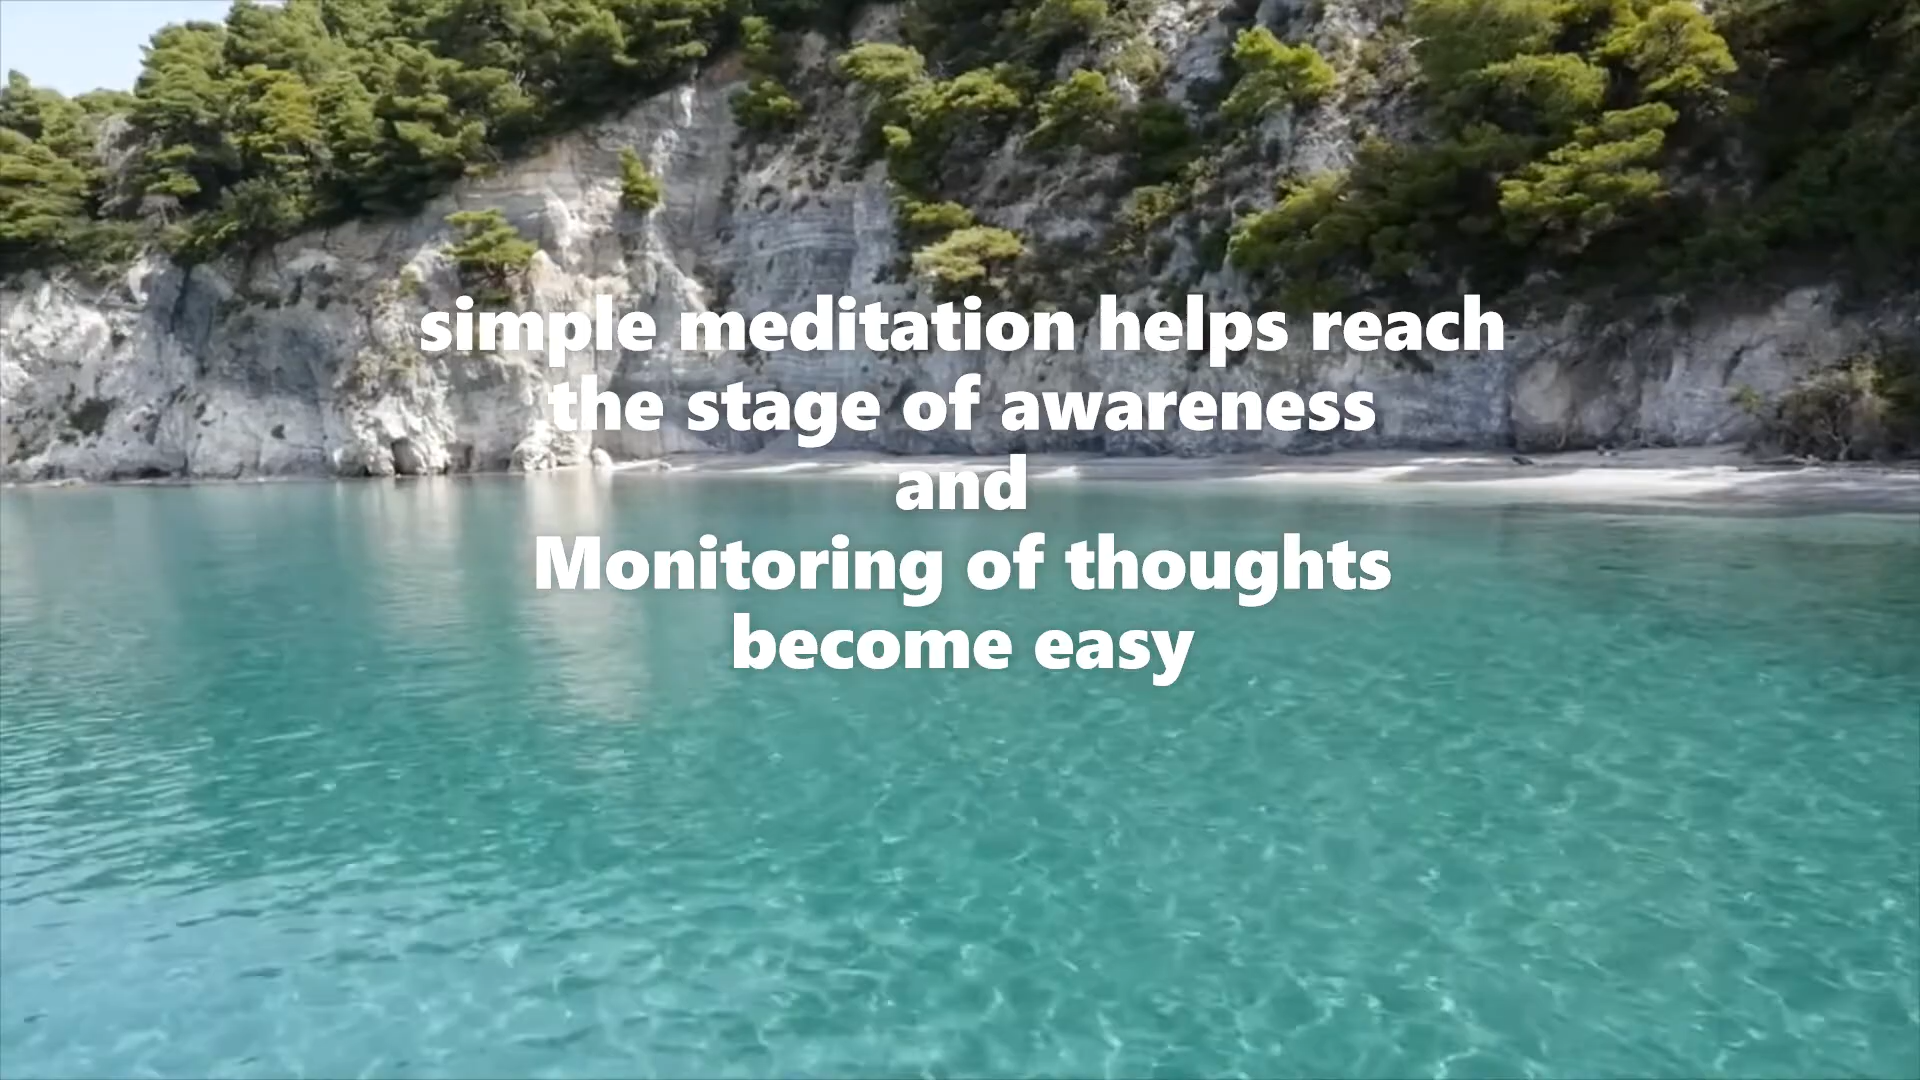 simple meditation helps reach
the stage of awareness
and
Monitoring of thoughts
become easy